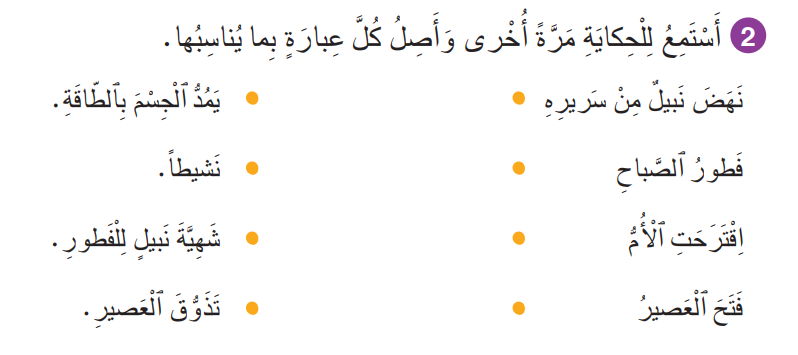 2 أَسْتَمِعُ لِلْحِكايَةِ مَرَّةً أُخْرى وَأَصِلُ كُلَّ عِبارَةٍ بِما يُناسِبُها.
نَهَضَ نَبيلٌ مِنْ سَريرِهِ • • يَمُدُّ ٱلْجِسْمَ بِٱلطّاقَةِ.
فَطورُ ٱلصَّباحِ • • نَشيطاً.
اِقْتَرَحَتِ ٱلْأُمُّ • • شَهِيَّةَ نَبيلٍ لِلْفَطورِ.
فَتَحَ ٱلْعَصيرُ • • تَذَوُّقَ ٱلْعَصيرِ.